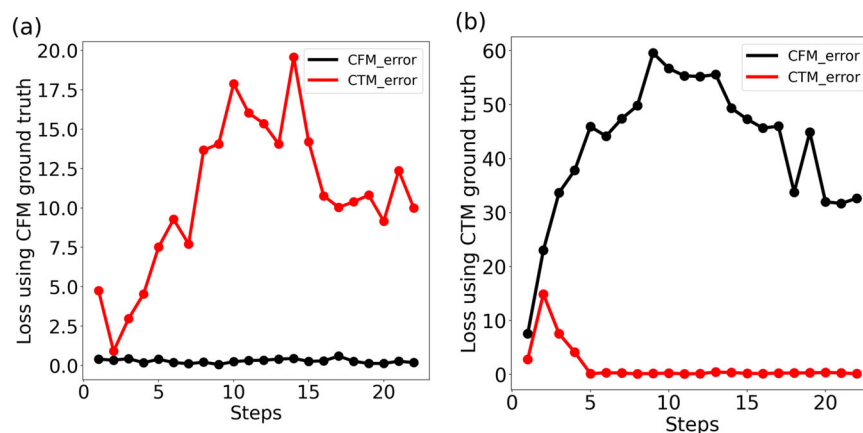 (a)
20.0
17.5
15.0
12.5
10.0
7.5
5.0
2.5
0.0
Loss using CFM ground truth
CFM_error
CTM_error
0
5
10
15
20
Steps
(b)
60
50
40
30
20
10
0
Loss using CTM ground truth
CFM_error
CTM_error
0
5
10
15
20
Steps